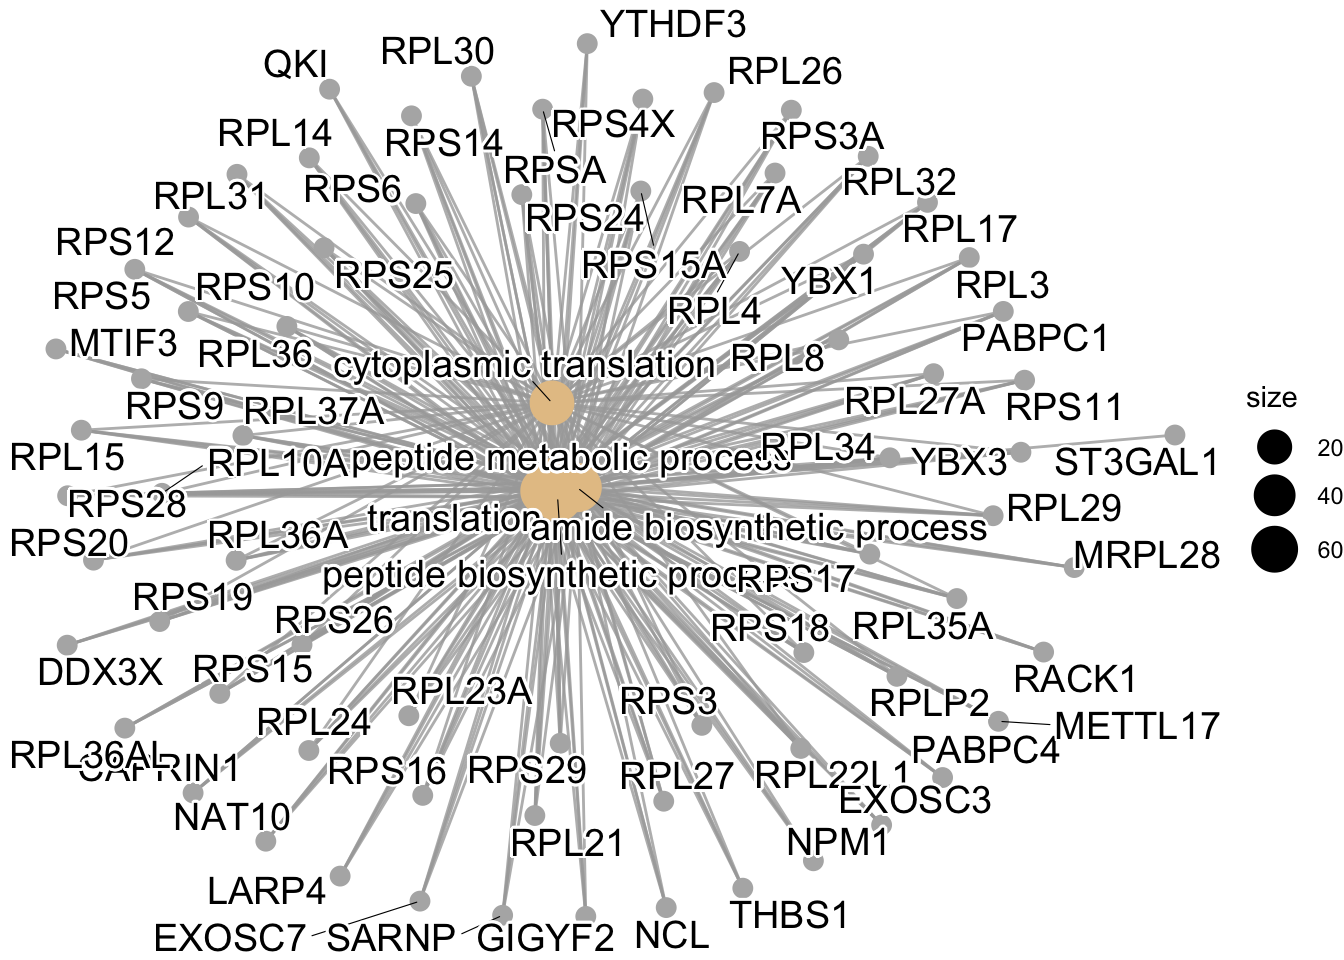 YTHDF3
RPL30
QKI
RPL26
RPS4X
RPL14
RPS14
RPS3A
RPSA
RPL31
RPS6
RPL7A
RPL32
RPS24
RPS12
RPL17
RPS25
RPS15A
YBX1
RPS5
RPS10
RPL3
RPL4
MTIF3
RPL36
cytoplasmic translation
RPL8
PABPC1
RPS9
RPL37A
RPL27A
RPS11
size
RPL15
RPL10A
peptide metabolic process
RPL34
YBX3
ST3GAL1
20
RPS28
40
RPL29
RPS20
RPL36A
translation
amide biosynthetic process
60
MRPL28
peptide biosynthetic proc
RPS17
RPS19
RPS26
RPS18
RPL35A
DDX3X
RPS15
RACK1
RPL23A
RPS3
RPLP2
RPL24
METTL17
RPL36AL
CAPRIN1
RPS16
RPS29
RPL27
RPL22L1
PABPC4
EXOSC3
NAT10
RPL21
NPM1
LARP4
THBS1
EXOSC7
SARNP
GIGYF2
NCL